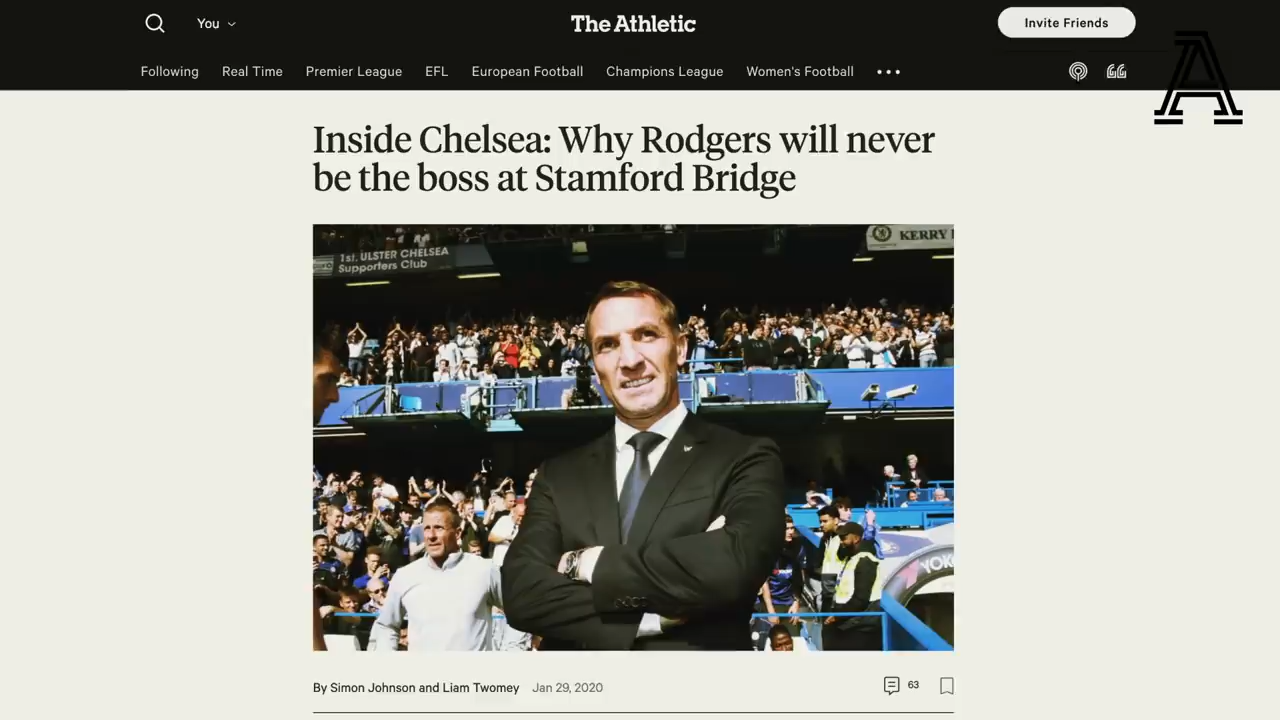 You
The Athletic
Invite Friends
Following
Real Time
Premier League
EFL
European Football
Champions League
Women's Football
A
Inside Chelsea: Why Rodgers will never
be the boss at Stamford Bridge
1st. ULSTER CHELSEA
Supporters Club
KERRY
YOKO
By Simon Johnson and Liam Twomey
Jan 29, 2020
63